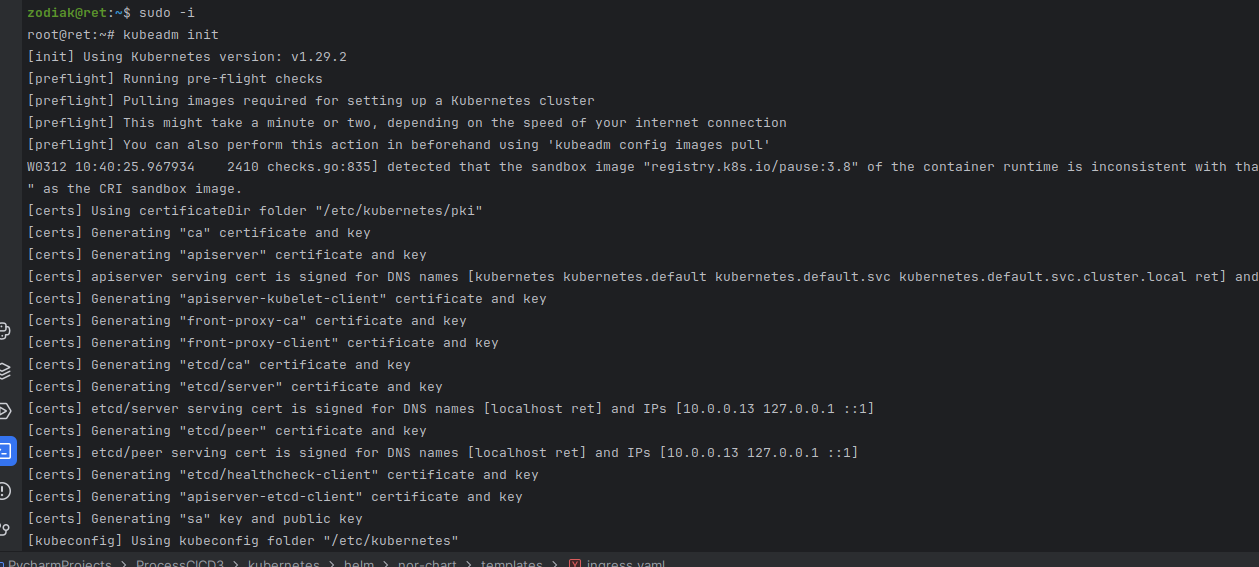 zodiak@ret:~$ sudo -i
root@ret:~# kubeadm init
[init] Using Kubernetes version: v1.29.2
[preflight] Running pre-flight checks
[preflight] Pulling images required for setting up a Kubernetes cluster
[preflight] This might take a minute or two, depending on the speed of your internet connection
[preflight] You can also perform this action in beforehand using 'kubeadm config images pull'
W0312 10:40:25.967934    2410 checks.go:835] detected that the sandbox image "registry.k8s.io/pause:3.8" of the container runtime is inconsistent with tha
" as the CRI sandbox image.
[certs] Using certificateDir folder "/etc/kubernetes/pki"
[certs] Generating "ca" certificate and key
[certs] Generating "apiserver" certificate and key
[certs] apiserver serving cert is signed for DNS names [kubernetes kubernetes.default kubernetes.default.svc kubernetes.default.svc.cluster.local ret] and
[certs] Generating "apiserver-kubelet-client" certificate and key
[certs] Generating "front-proxy-ca" certificate and key
[certs] Generating "front-proxy-client" certificate and key
[certs] Generating "etcd/ca" certificate and key
[certs] Generating "etcd/server" certificate and key
[certs] etcd/server serving cert is signed for DNS names [localhost ret] and IPs [10.0.0.13 127.0.0.1 ::1]
[certs] Generating "etcd/peer" certificate and key
[certs] etcd/peer serving cert is signed for DNS names [localhost ret] and IPs [10.0.0.13 127.0.0.1 ::1]
[certs] Generating "etcd/healthcheck-client" certificate and key
[certs] Generating "apiserver-etcd-client" certificate and key
[certs] Generating "sa" key and public key
[kubeconfig] Using kubeconfig folder "/etc/kubernetes"
PycharmProjects > ProcessCICD3 > kubernetes > helm > nor-chart > templates > ingress.yaml